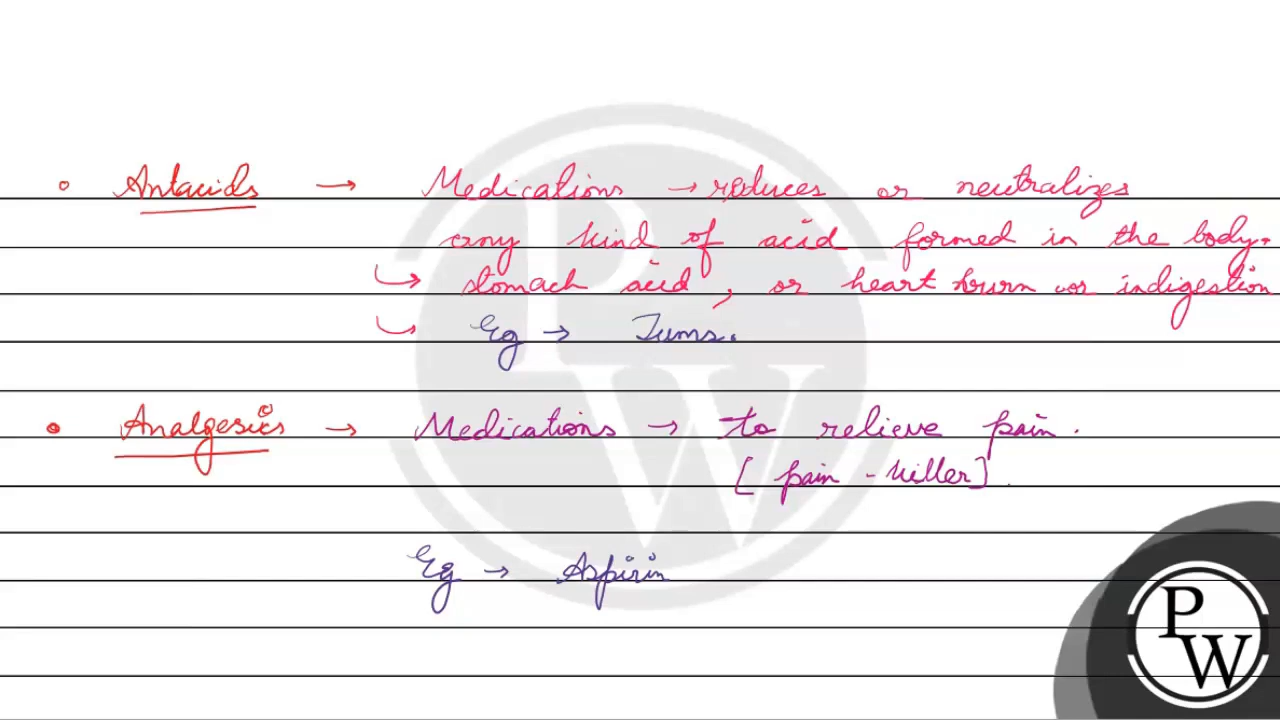 • Antacids → Medications → reduces or neutralizes
any kind of acid formed in the body.
↳ stomach acid, or heart burn or indigestion
↳ Eg → Tums.
• Analgesics → Medications → to relieve pain.
[pain-killer].
Eg → Aspirin
PW
PW